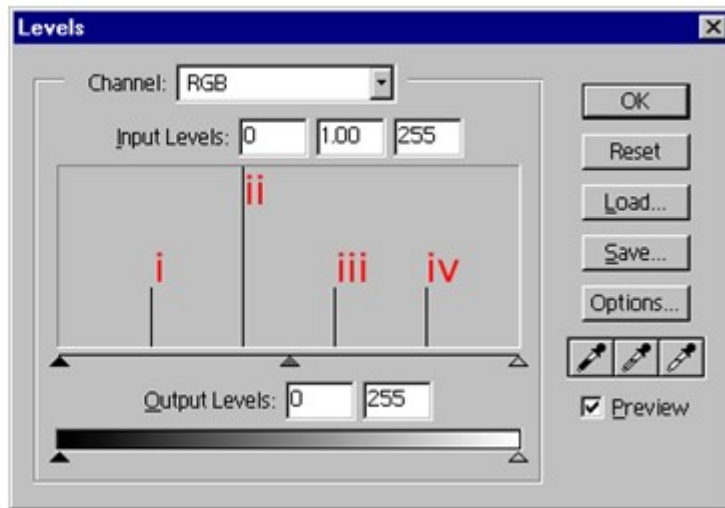 Levels
Channel: RGB
OK
Input Levels: 0 1.00 255
Reset
ii
Load...
i iii iv
Save...
Options...
Output Levels: 0 255
Preview